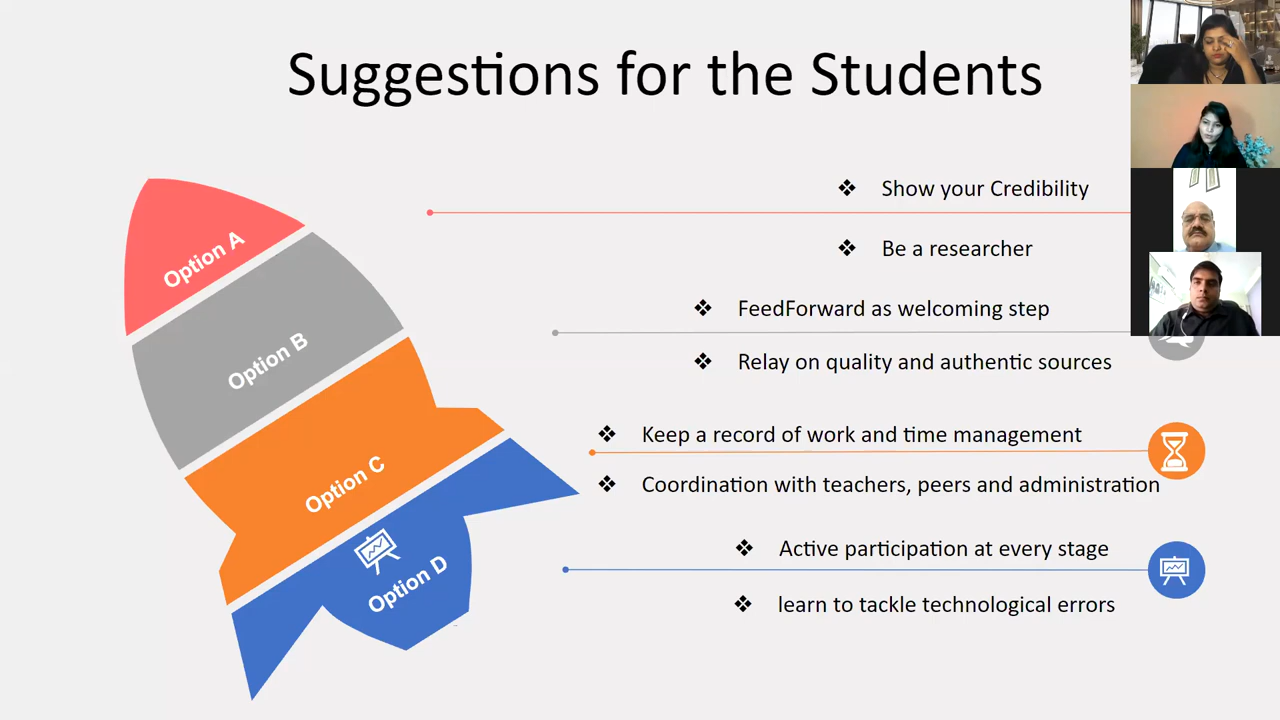 Suggestions for the Students
Show your Credibility
Be a researcher
FeedForward as welcoming step
Relay on quality and authentic sources
Keep a record of work and time management
Coordination with teachers, peers and administration
Active participation at every stage
learn to tackle technological errors
Option A
Option B
Option C
Option D